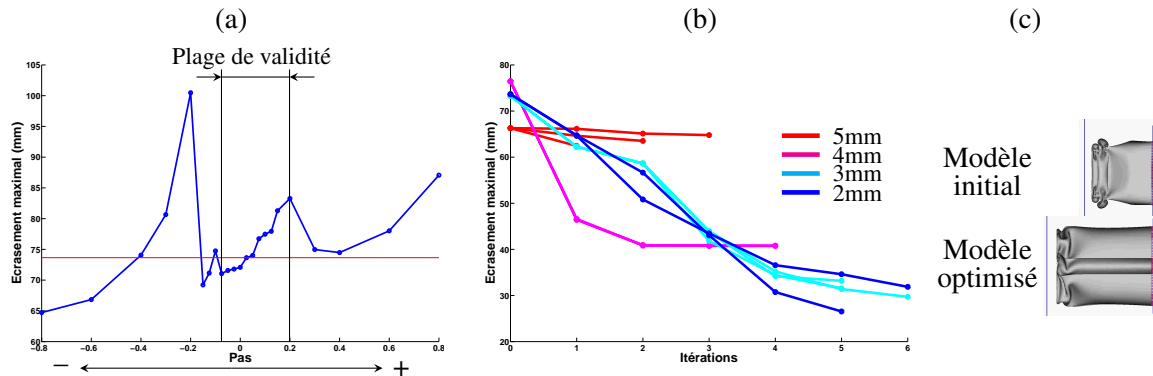 (a)
Plage de validité
Ecrasement maximal (mm)
105
100
95
90
85
80
75
70
65
60
−0.8
−0.6
−0.4
−0.2
0
0.2
0.4
0.6
0.8
Pas
−
+
(b)
Ecrasement maximal (mm)
80
70
60
50
40
30
20
0
1
2
3
4
5
6
Itérations
5mm
4mm
3mm
2mm
(c)
Modèle
initial
Modèle
optimisé